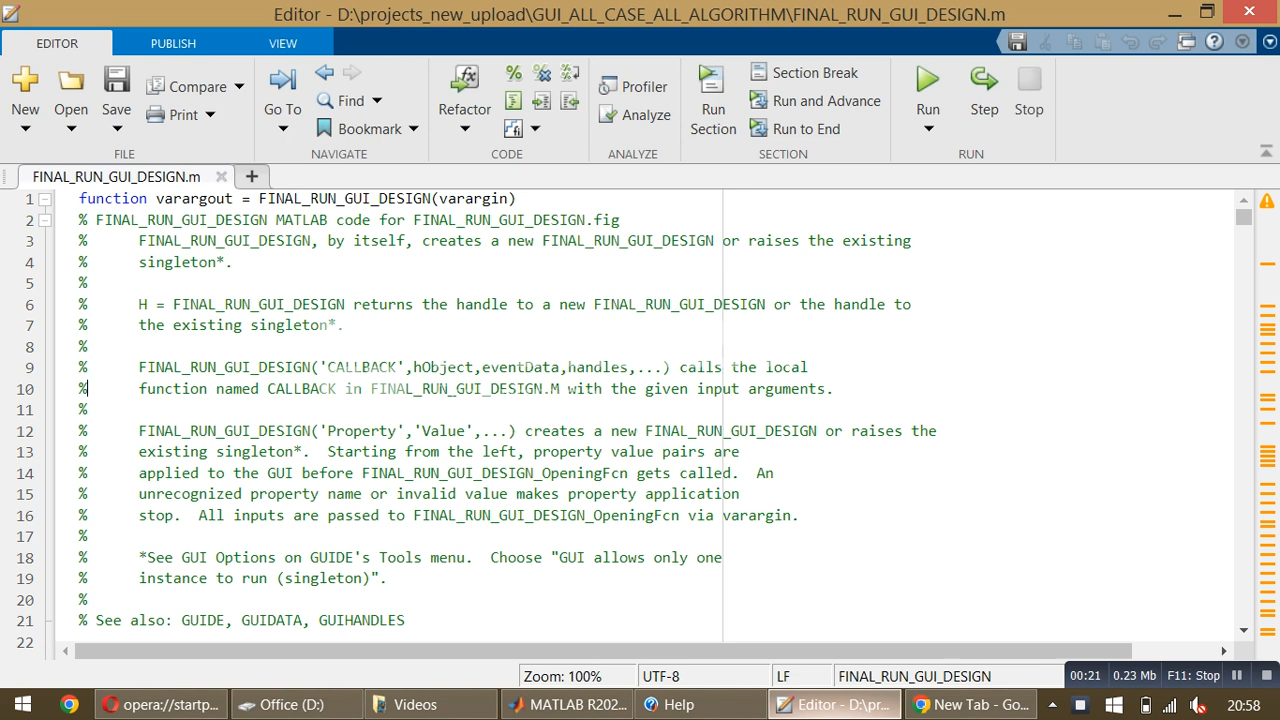 Editor - D:\projects_new_upload\GUI_ALL_CASE_ALL_ALGORITHM\FINAL_RUN_GUI_DESIGN.m
EDITOR PUBLISH VIEW
New Open Save Compare Print
Go To Find Bookmark
Refactor
Profiler Analyze
Run Section Section Break Run and Advance Run to End
Run Step Stop
FILE NAVIGATE CODE ANALYZE SECTION RUN
FINAL_RUN_GUI_DESIGN.m
1 function varargout = FINAL_RUN_GUI_DESIGN(varargin)
2 % FINAL_RUN_GUI_DESIGN MATLAB code for FINAL_RUN_GUI_DESIGN.fig
3 %      FINAL_RUN_GUI_DESIGN, by itself, creates a new FINAL_RUN_GUI_DESIGN or raises the existing
4 %      singleton*.
5 %
6 %      H = FINAL_RUN_GUI_DESIGN returns the handle to a new FINAL_RUN_GUI_DESIGN or the handle to
7 %      the existing singleton*.
8 %
9 %      FINAL_RUN_GUI_DESIGN('CALLBACK',hObject,eventData,handles,...) calls the local
10 %      function named CALLBACK in FINAL_RUN_GUI_DESIGN.M with the given input arguments.
11 %
12 %      FINAL_RUN_GUI_DESIGN('Property','Value',...) creates a new FINAL_RUN_GUI_DESIGN or raises the
13 %      existing singleton*.  Starting from the left, property value pairs are
14 %      applied to the GUI before FINAL_RUN_GUI_DESIGN_OpeningFcn gets called.  An
15 %      unrecognized property name or invalid value makes property application
16 %      stop.  All inputs are passed to FINAL_RUN_GUI_DESIGN_OpeningFcn via varargin.
17 %
18 %      *See GUI Options on GUIDE's Tools menu.  Choose "GUI allows only one
19 %      instance to run (singleton)".
20 %
21 % See also: GUIDE, GUIDATA, GUIHANDLES
22
Zoom: 100% UTF-8 LF FINAL_RUN_GUI_DESIGN 00:21 0.23 Mb F11: Stop
opera://startp... Office (D:) Videos MATLAB R202... Help Editor - D:\pr... New Tab - Go... 20:58